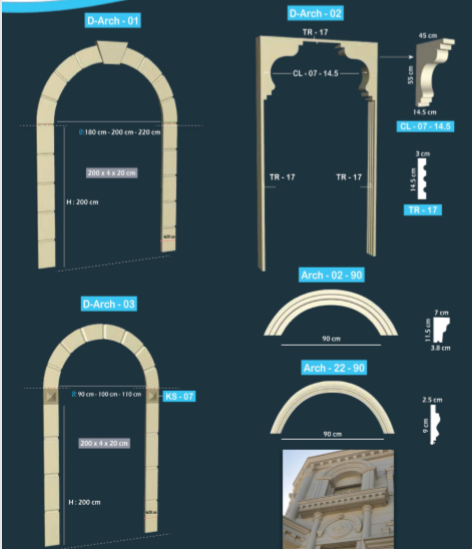 D-Arch - 01
R:180 cm - 200 cm - 220 cm
200 x 4 x 20 cm
H : 200 cm
D-Arch - 02
TR - 17
CL - 07 - 14.5
TR - 17
TR - 17
45 cm
55 cm
14.5 cm
CL - 07 - 14.5
3 cm
14.5 cm
TR - 17
D-Arch - 03
R: 90 cm - 100 cm - 110 cm
KS - 07
200 x 4 x 20 cm
H : 200 cm
Arch - 02 - 90
90 cm
7 cm
11.5 cm
3.8 cm
Arch - 22 - 90
90 cm
2.5 cm
9 cm